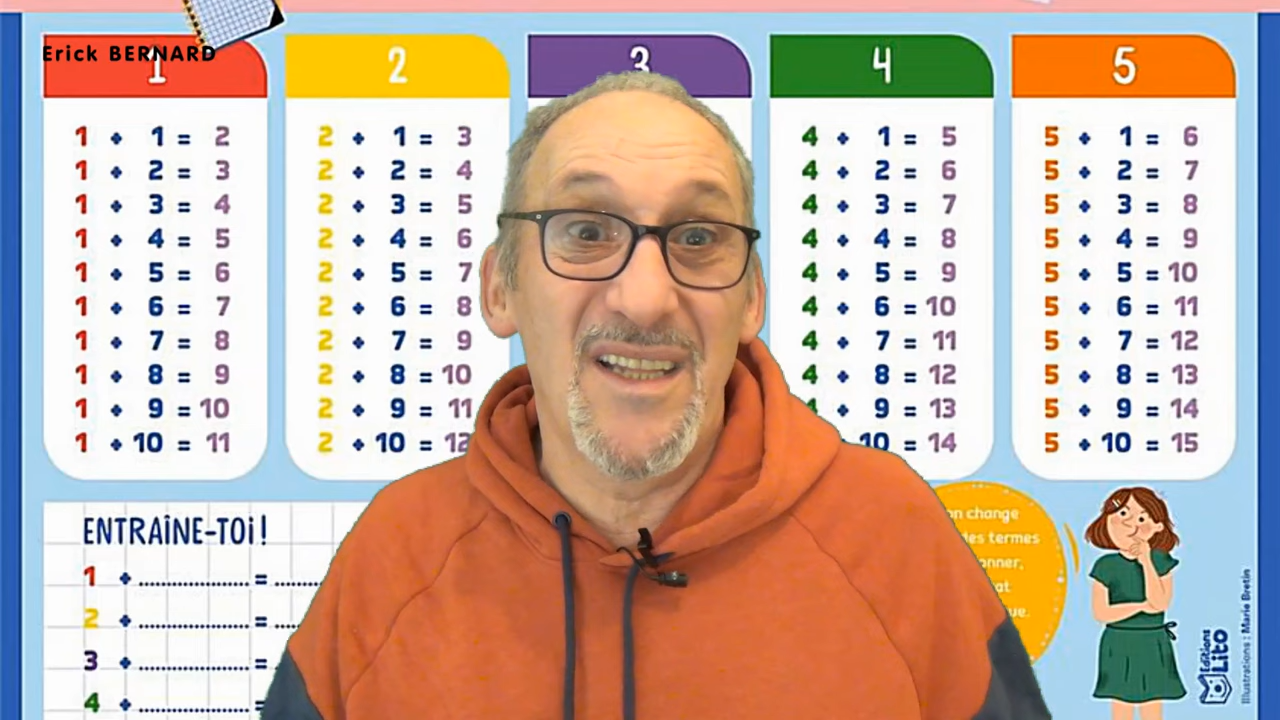 Erick BERNARD
1
1 + 1 = 2
1 + 2 = 3
1 + 3 = 4
1 + 4 = 5
1 + 5 = 6
1 + 6 = 7
1 + 7 = 8
1 + 8 = 9
1 + 9 = 10
1 + 10 = 11
2
2 + 1 = 3
2 + 2 = 4
2 + 3 = 5
2 + 4 = 6
2 + 5 = 7
2 + 6 = 8
2 + 7 = 9
2 + 8 = 10
2 + 9 = 11
2 + 10 = 12
3
4
4 + 1 = 5
4 + 2 = 6
4 + 3 = 7
4 + 4 = 8
4 + 5 = 9
4 + 6 = 10
4 + 7 = 11
4 + 8 = 12
4 + 9 = 13
10 = 14
5
5 + 1 = 6
5 + 2 = 7
5 + 3 = 8
5 + 4 = 9
5 + 5 = 10
5 + 6 = 11
5 + 7 = 12
5 + 8 = 13
5 + 9 = 14
5 + 10 = 15
ENTRAÎNE-TOI !
1 + .................. = ........
2 + .................. = ....
3 + .................. =
4 + ..................
change
des termes
Éditions
Lito
Illustrations : Marie Bretin